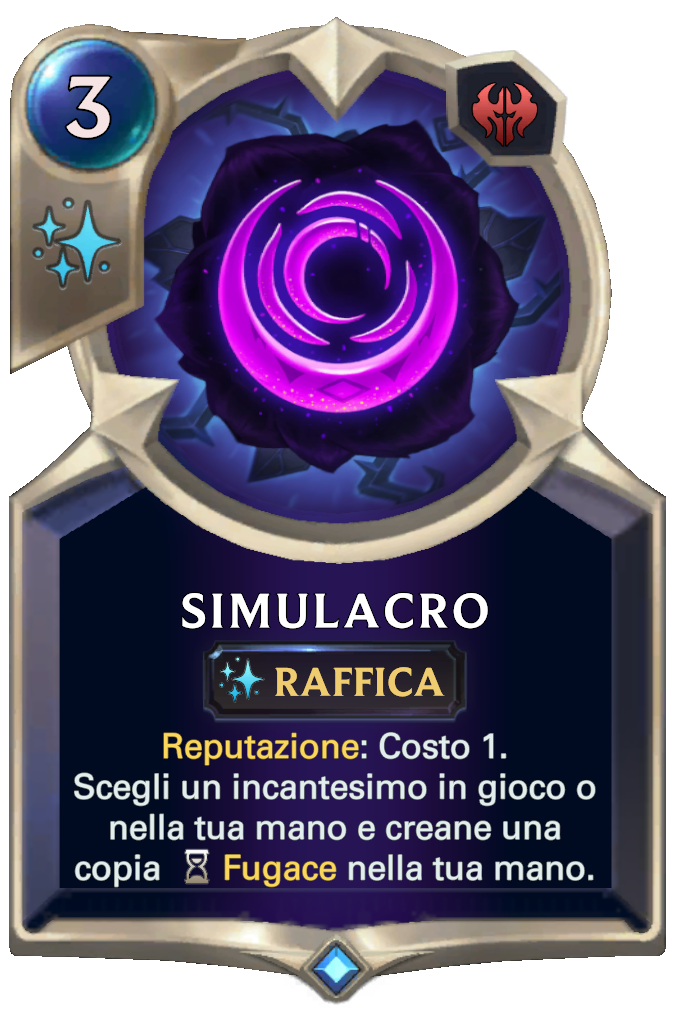 3
SIMULACRO
RAFFICA
Reputazione: Costo 1.
Scegli un incantesimo in gioco o
nella tua mano e creane una
copia Fugace nella tua mano.